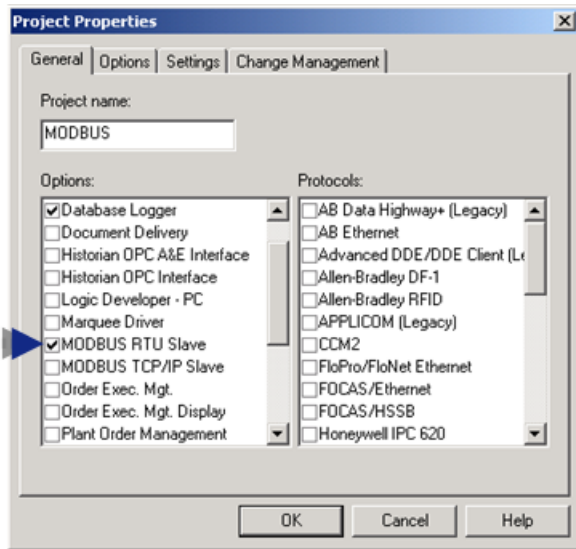 Project Properties
General Options Settings Change Management
Project name:
MODBUS
Options:
Database Logger
Document Delivery
Historian OPC A&E Interface
Historian OPC Interface
Logic Developer - PC
Marquee Driver
MODBUS RTU Slave
MODBUS TCP/IP Slave
Order Exec. Mgt.
Order Exec. Mgt. Display
Plant Order Management
Protocols:
AB Data Highway+ (Legacy)
AB Ethernet
Advanced DDE/DDE Client (Le
Allen-Bradley DF-1
Allen-Bradley RFID
APPLICOM (Legacy)
CCM2
FloPro/FloNet Ethernet
FOCAS/Ethernet
FOCAS/HSSB
Honeywell IPC 620
OK Cancel Help